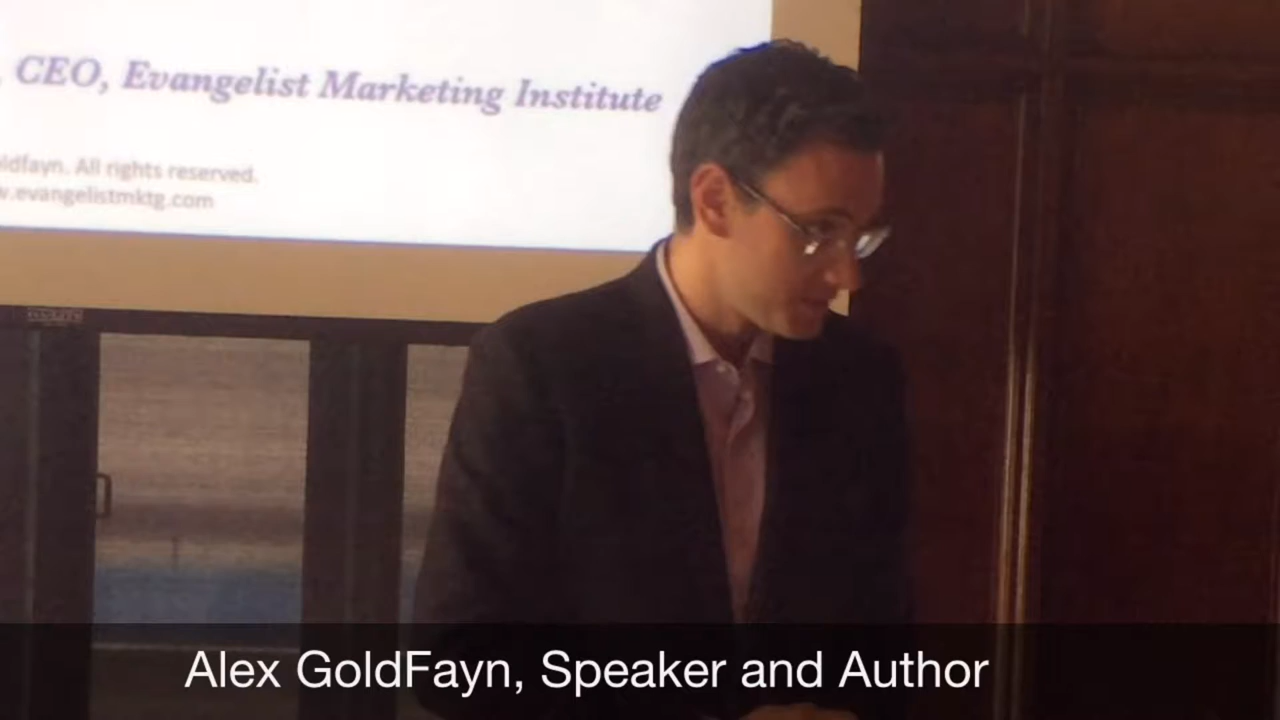 , CEO, Evangelist Marketing Institute
ldfayn. All rights reserved.
w.evangelistmktg.com
Alex GoldFayn, Speaker and Author